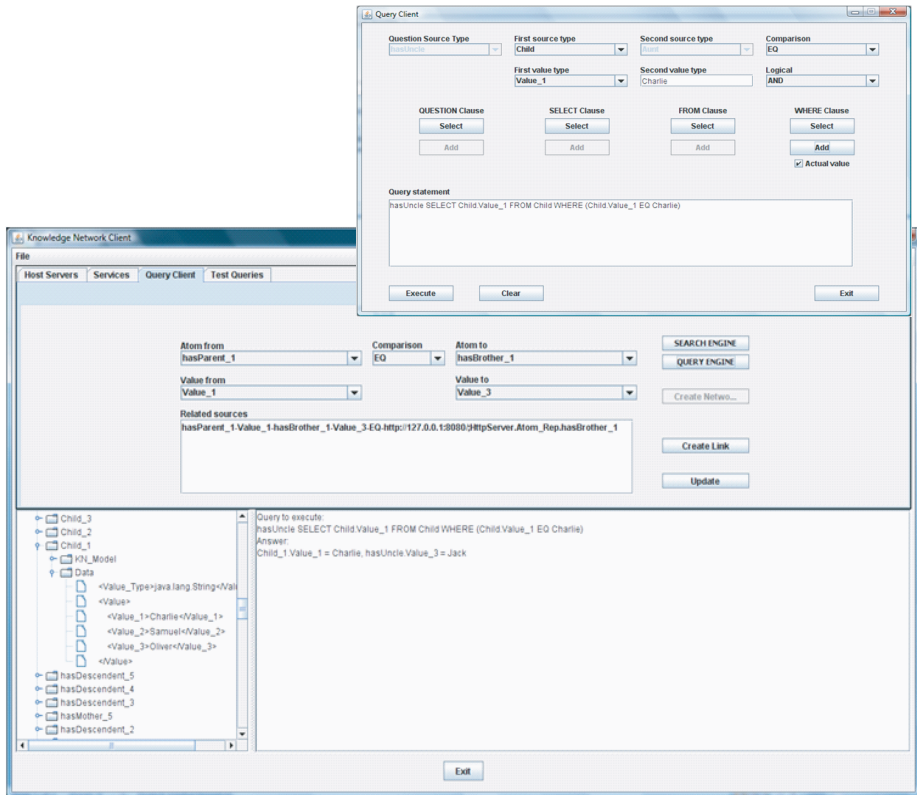 Query Client
Question Source Type First source type Second source type Comparison
hasUncle Child Aunt EQ
First value type Second value type Logical
Value_1 Charlie AND
QUESTION Clause SELECT Clause FROM Clause WHERE Clause
Select Select Select Select
Add Add Add Add
Actual value
Query statement
hasUncle SELECT Child.Value_1 FROM Child WHERE (Child.Value_1 EQ Charlie)
Execute Clear Exit
Knowledge Network Client
File
Host Servers Services Query Client Test Queries
Atom from Comparison Atom to
hasParent_1 EQ hasBrother_1
Value from Value to
Value_1 Value_3
Related sources
hasParent_1-Value_1-hasBrother_1-Value_3-EQ-http://127.0.0.1:8080/;HttpServer.Atom_Rep.hasBrother_1
SEARCH ENGINE
QUERY ENGINE
Create Netwo...
Create Link
Update
Child_3
Child_2
Child_1
KN_Model
Data
<Value_Type>java.lang.String</Val
<Value>
<Value_1>Charlie</Value_1>
<Value_2>Samuel</Value_2>
<Value_3>Oliver</Value_3>
</Value>
hasDescendent_5
hasDescendent_4
hasDescendent_3
hasMother_5
hasDescendent_2
Query to execute:
hasUncle SELECT Child.Value_1 FROM Child WHERE (Child.Value_1 EQ Charlie)
Answer:
Child_1.Value_1 = Charlie, hasUncle.Value_3 = Jack
Exit